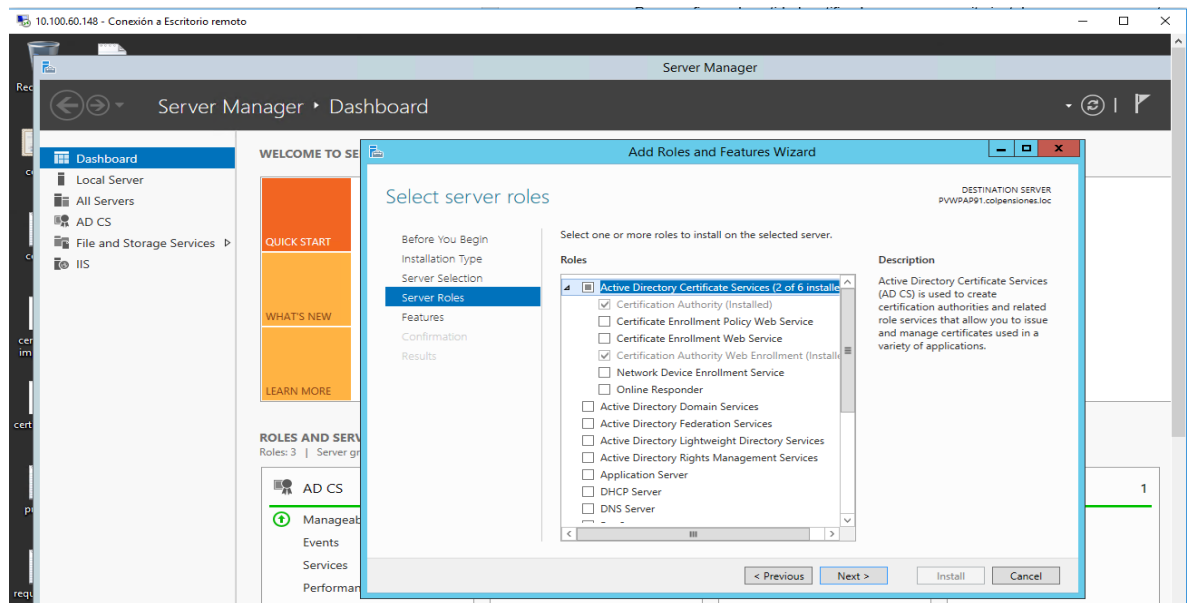 10.100.60.148 - Conexión a Escritorio remoto
Server Manager
Server Manager • Dashboard
Dashboard
Local Server
All Servers
AD CS
File and Storage Services
IIS
WELCOME TO SE
QUICK START
WHAT'S NEW
LEARN MORE
ROLES AND SERV
Roles: 3 | Server gr
AD CS
1
Manageab
Events
Services
Performan
Add Roles and Features Wizard
Select server roles
DESTINATION SERVER
PVWPAP91.colpensiones.loc
Before You Begin
Installation Type
Server Selection
Server Roles
Features
Confirmation
Results
Select one or more roles to install on the selected server.
Roles
Active Directory Certificate Services (2 of 6 installe
Certification Authority (Installed)
Certificate Enrollment Policy Web Service
Certificate Enrollment Web Service
Certification Authority Web Enrollment (Installe
Network Device Enrollment Service
Online Responder
Active Directory Domain Services
Active Directory Federation Services
Active Directory Lightweight Directory Services
Active Directory Rights Management Services
Application Server
DHCP Server
DNS Server
Description
Active Directory Certificate Services
(AD CS) is used to create
certification authorities and related
role services that allow you to issue
and manage certificates used in a
variety of applications.
< Previous
Next >
Install
Cancel